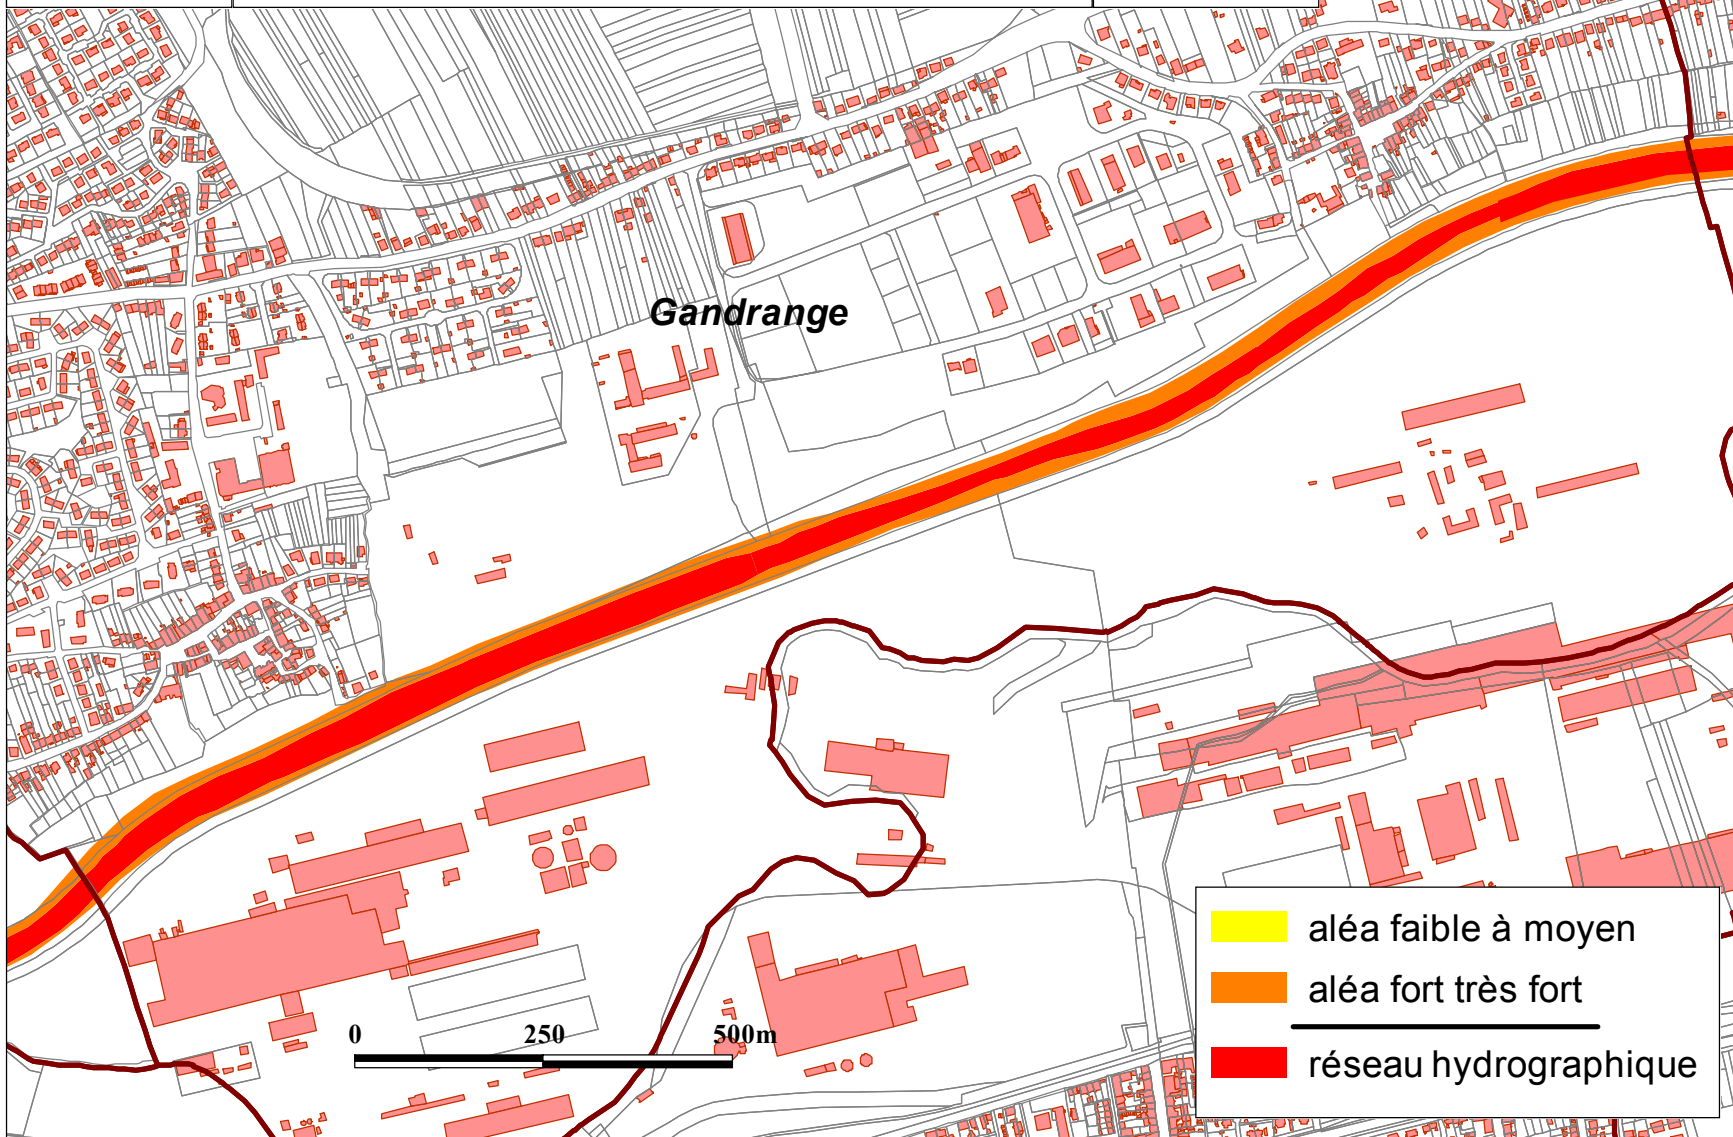 Gandrange
aléa faible à moyen
aléa fort très fort
réseau hydrographique
0 250 500m